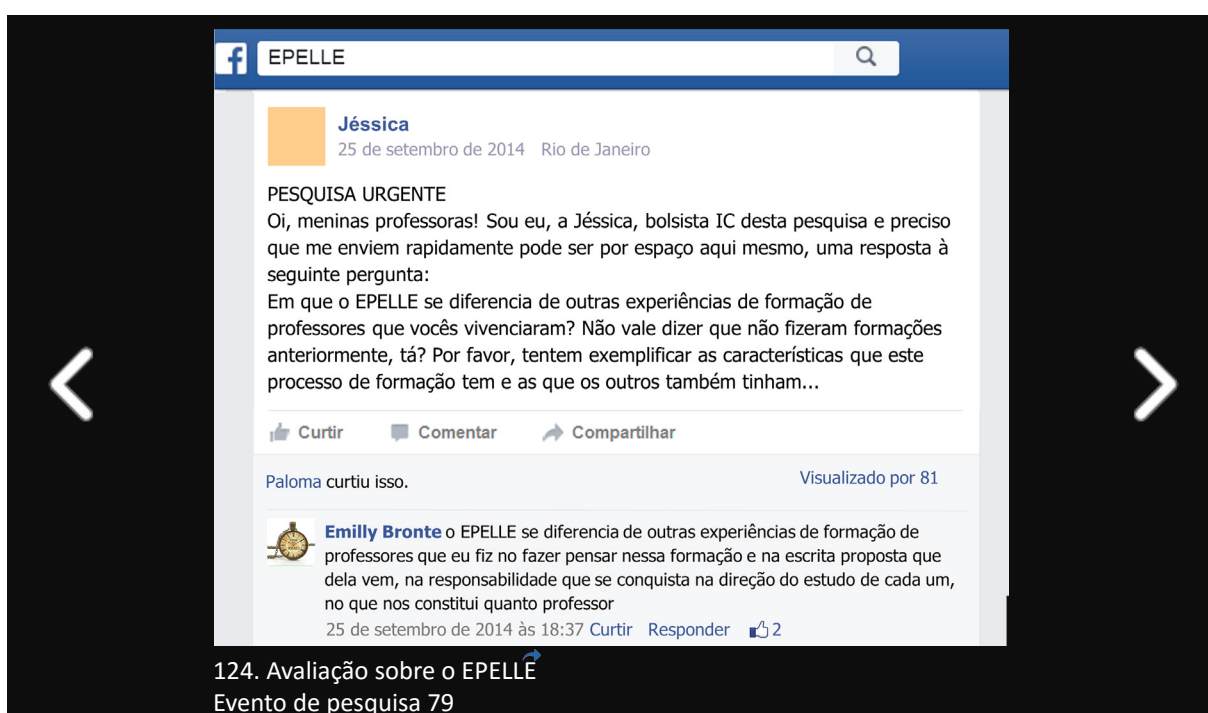 f EPELLE
Jéssica
25 de setembro de 2014 Rio de Janeiro
PESQUISA URGENTE
Oi, meninas professoras! Sou eu, a Jéssica, bolsista IC desta pesquisa e preciso
que me enviem rapidamente pode ser por espaço aqui mesmo, uma resposta à
seguinte pergunta:
Em que o EPELLE se diferencia de outras experiências de formação de
professores que vocês vivenciaram? Não vale dizer que não fizeram formações
anteriormente, tá? Por favor, tentem exemplificar as características que este
processo de formação tem e as que os outros também tinham...
Curtir Comentar Compartilhar
Paloma curtiu isso. Visualizado por 81
Emilly Bronte o EPELLE se diferencia de outras experiências de formação de
professores que eu fiz no fazer pensar nessa formação e na escrita proposta que
dela vem, na responsabilidade que se conquista na direção do estudo de cada um,
no que nos constitui quanto professor
25 de setembro de 2014 às 18:37 Curtir Responder 2
124. Avaliação sobre o EPELLE
Evento de pesquisa 79